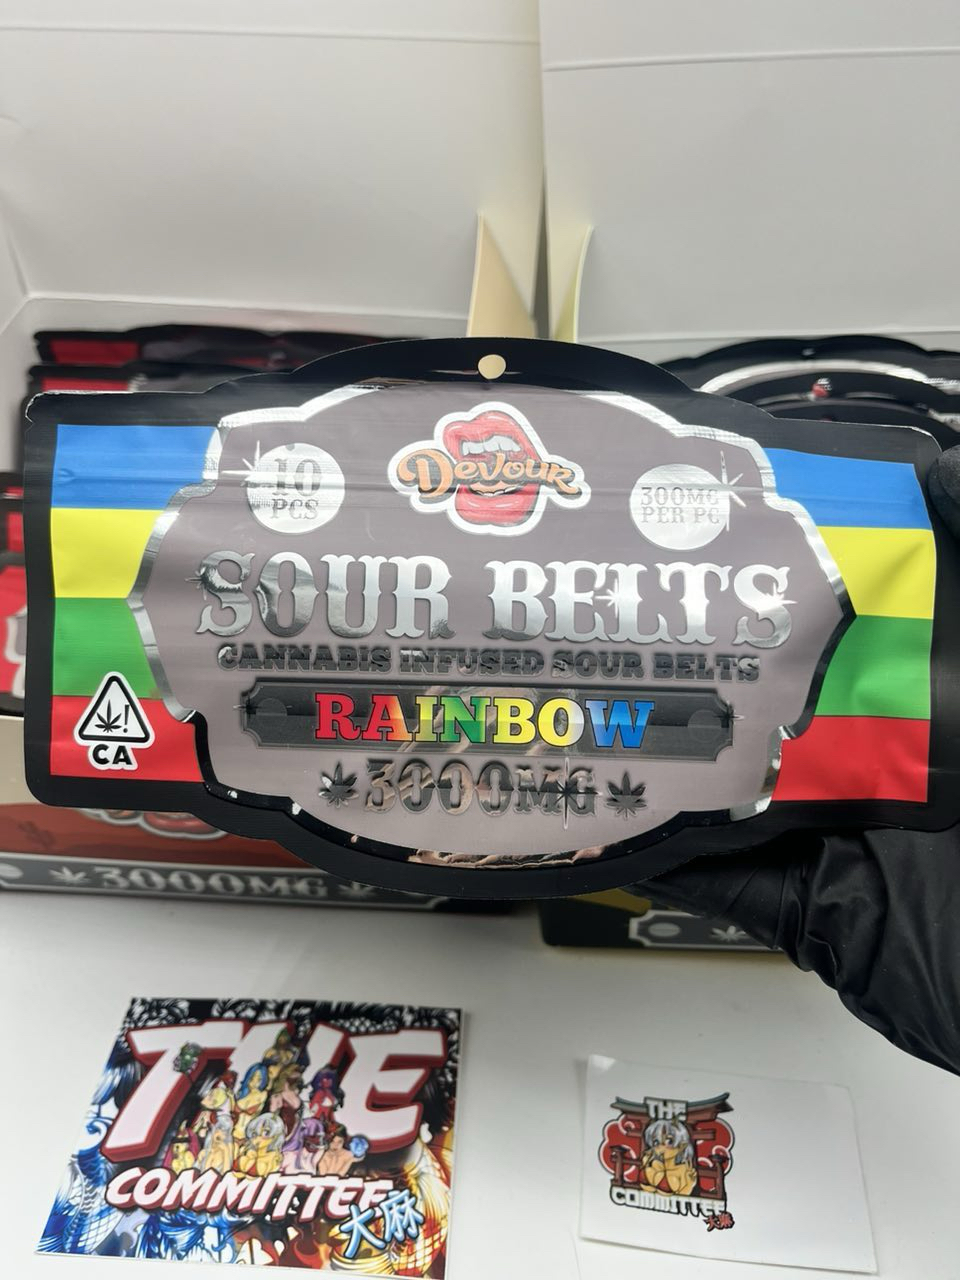 DEVOUR
10
PCS
300MG
PER PC
SOUR BELTS
CANNABIS INFUSED SOUR BELTS
RAINBOW
3000MG
!
CA
3000MG
THE
COMMITTEE
大麻
THE
COMMITTEE
大麻